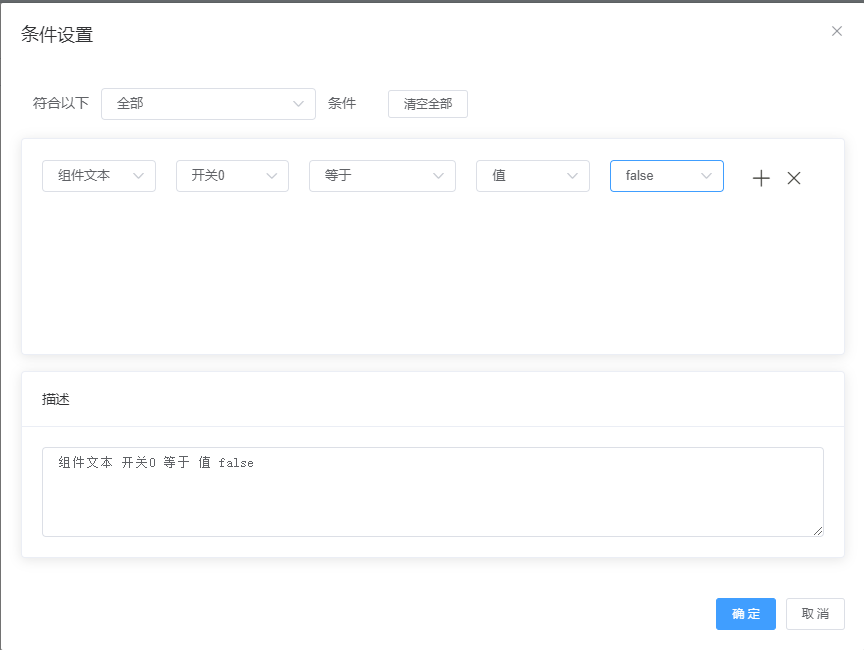 条件设置
符合以下 全部 条件 清空全部
组件文本 开关0 等于 值 false
描述
组件文本 开关0 等于 值 false
确定 取消